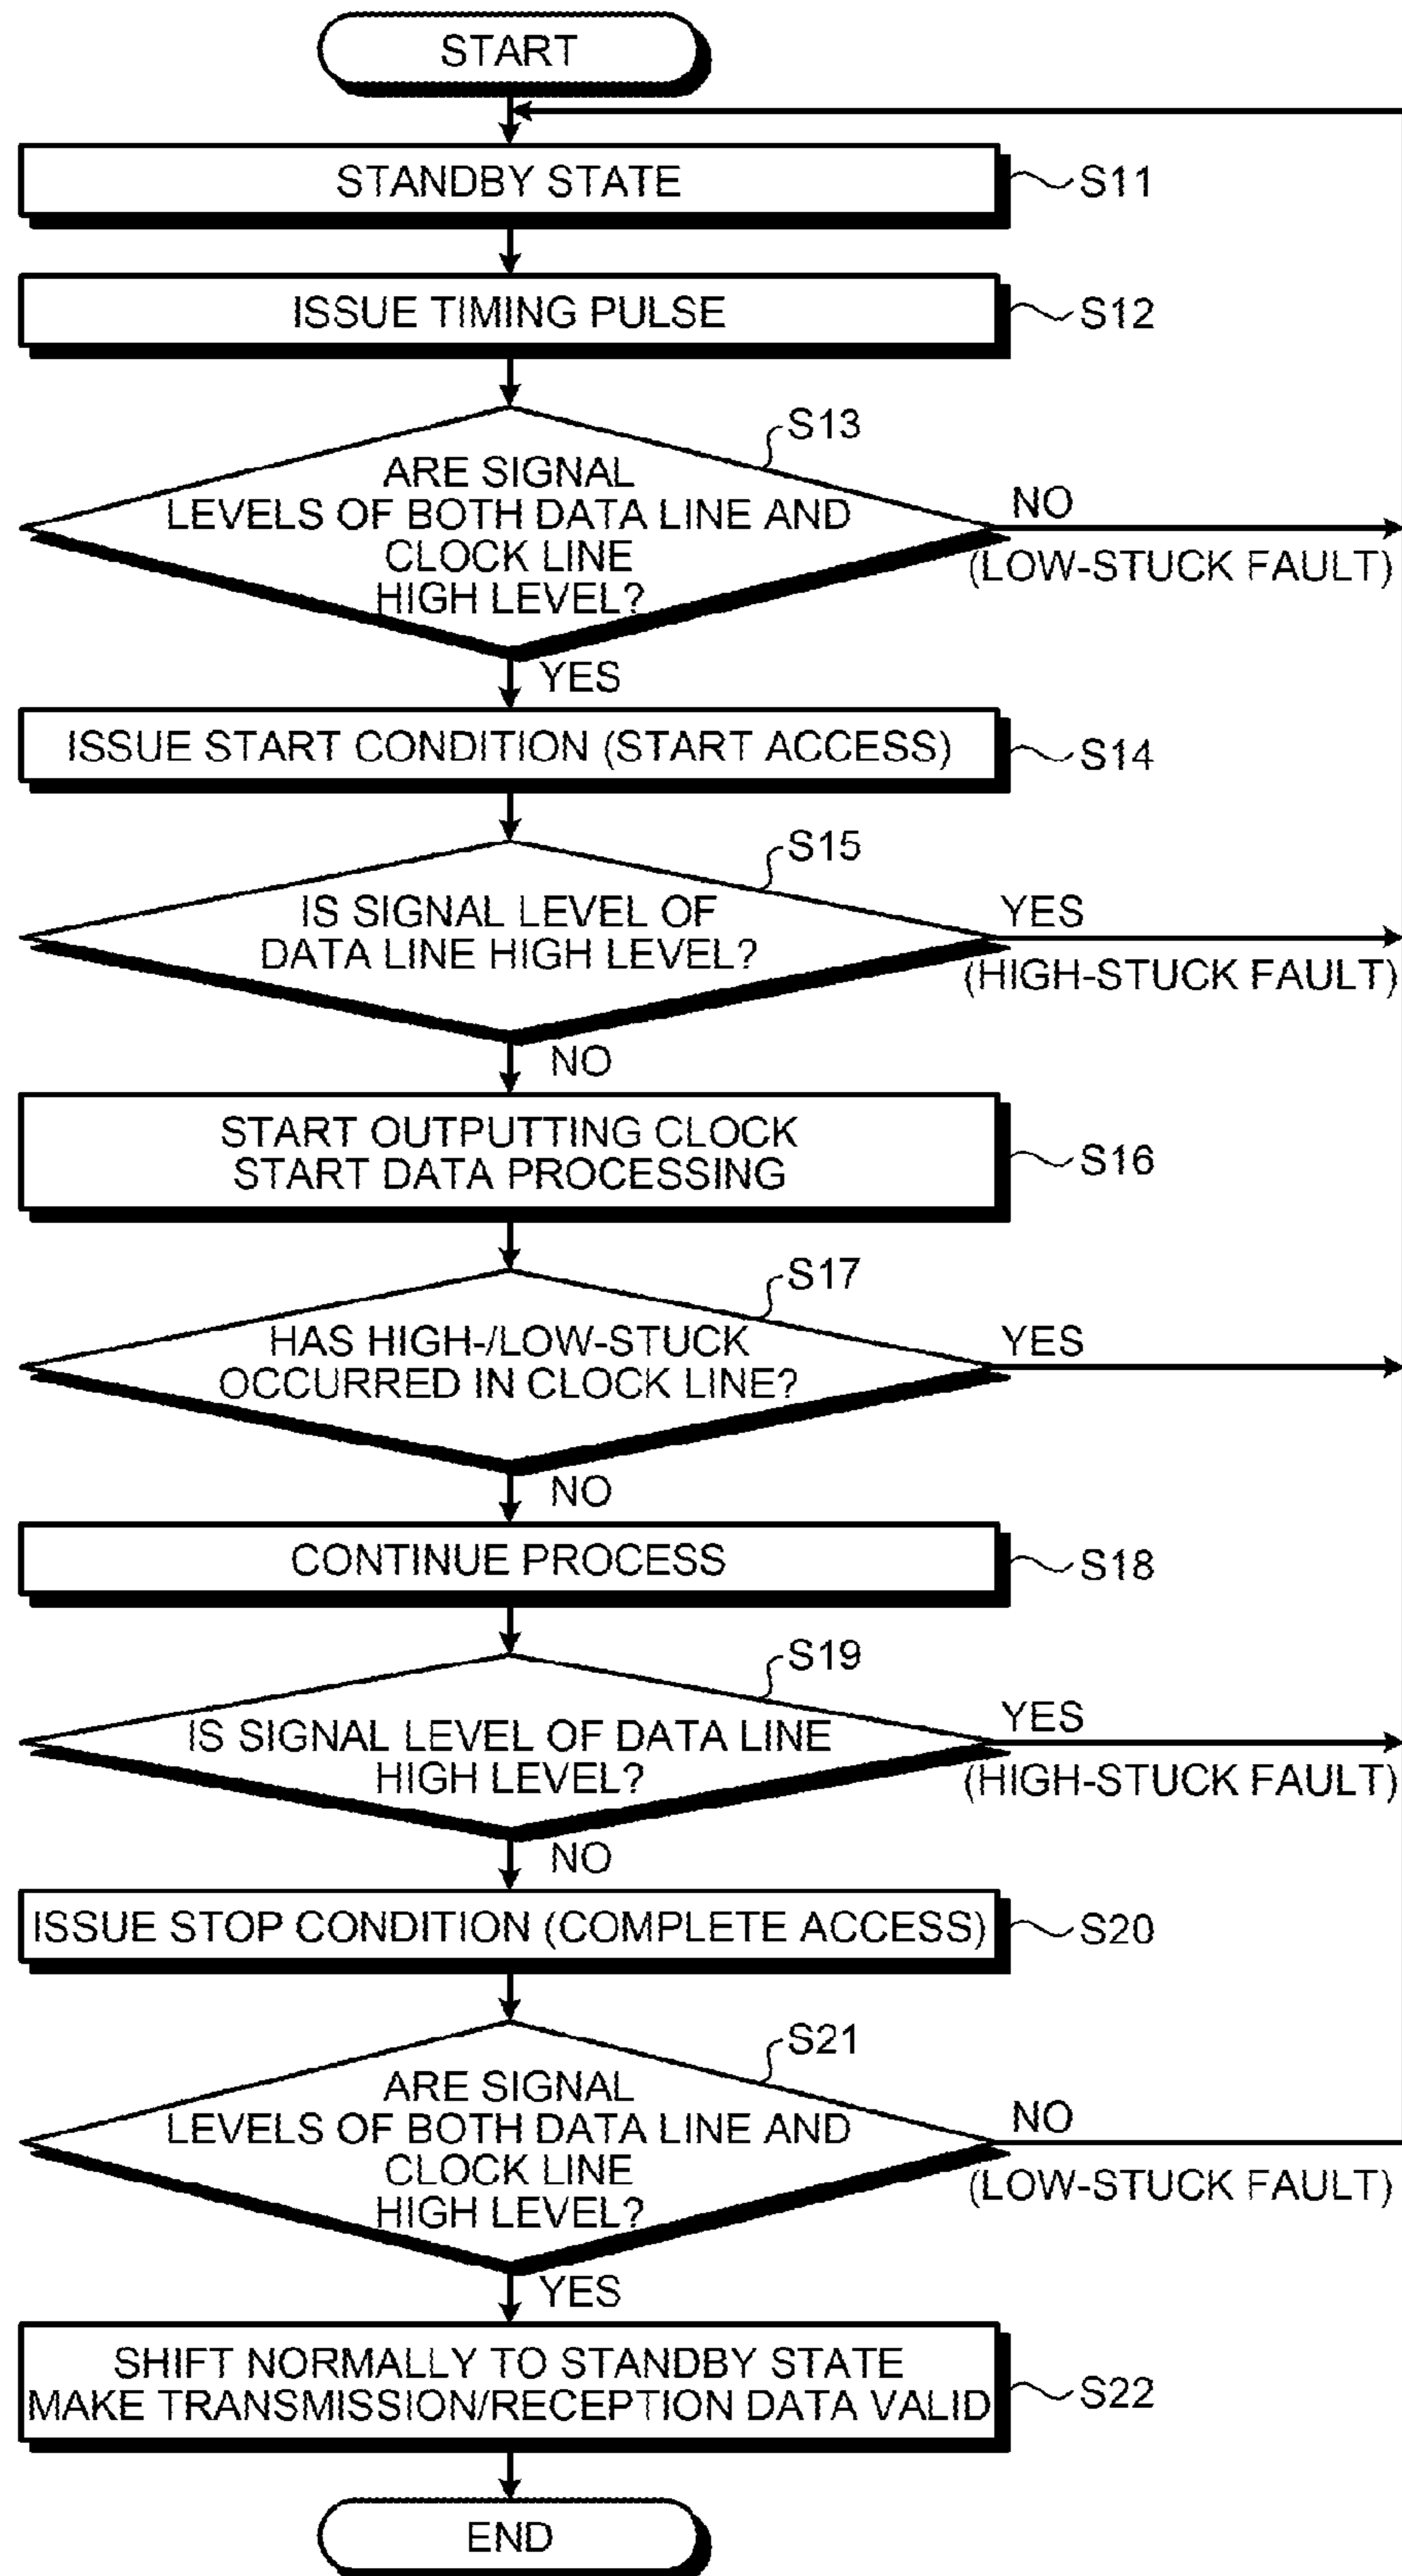 START
STANDBY STATE
S11
ISSUE TIMING PULSE
S12
S13
ARE SIGNAL
LEVELS OF BOTH DATA LINE AND
CLOCK LINE
HIGH LEVEL?
NO
(LOW-STUCK FAULT)
YES
ISSUE START CONDITION (START ACCESS)
S14
S15
IS SIGNAL LEVEL OF
DATA LINE HIGH LEVEL?
YES
(HIGH-STUCK FAULT)
NO
START OUTPUTTING CLOCK
START DATA PROCESSING
S16
S17
HAS HIGH-/LOW-STUCK
OCCURRED IN CLOCK LINE?
YES
NO
CONTINUE PROCESS
S18
S19
IS SIGNAL LEVEL OF DATA LINE
HIGH LEVEL?
YES
(HIGH-STUCK FAULT)
NO
ISSUE STOP CONDITION (COMPLETE ACCESS)
S20
S21
ARE SIGNAL
LEVELS OF BOTH DATA LINE AND
CLOCK LINE
HIGH LEVEL?
NO
(LOW-STUCK FAULT)
YES
SHIFT NORMALLY TO STANDBY STATE
MAKE TRANSMISSION/RECEPTION DATA VALID
S22
END